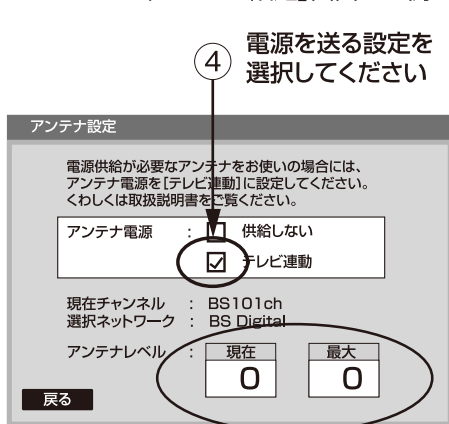 ④ 電源を送る設定を
選択してください
アンテナ設定
電源供給が必要なアンテナをお使いの場合には、
アンテナ電源を[テレビ連動]に設定してください。
くわしくは取扱説明書をご覧ください。
アンテナ電源 : 供給しない
テレビ連動
現在チャンネル : BS101ch
選択ネットワーク : BS Digital
アンテナレベル : 現在 最大
0 0
戻る